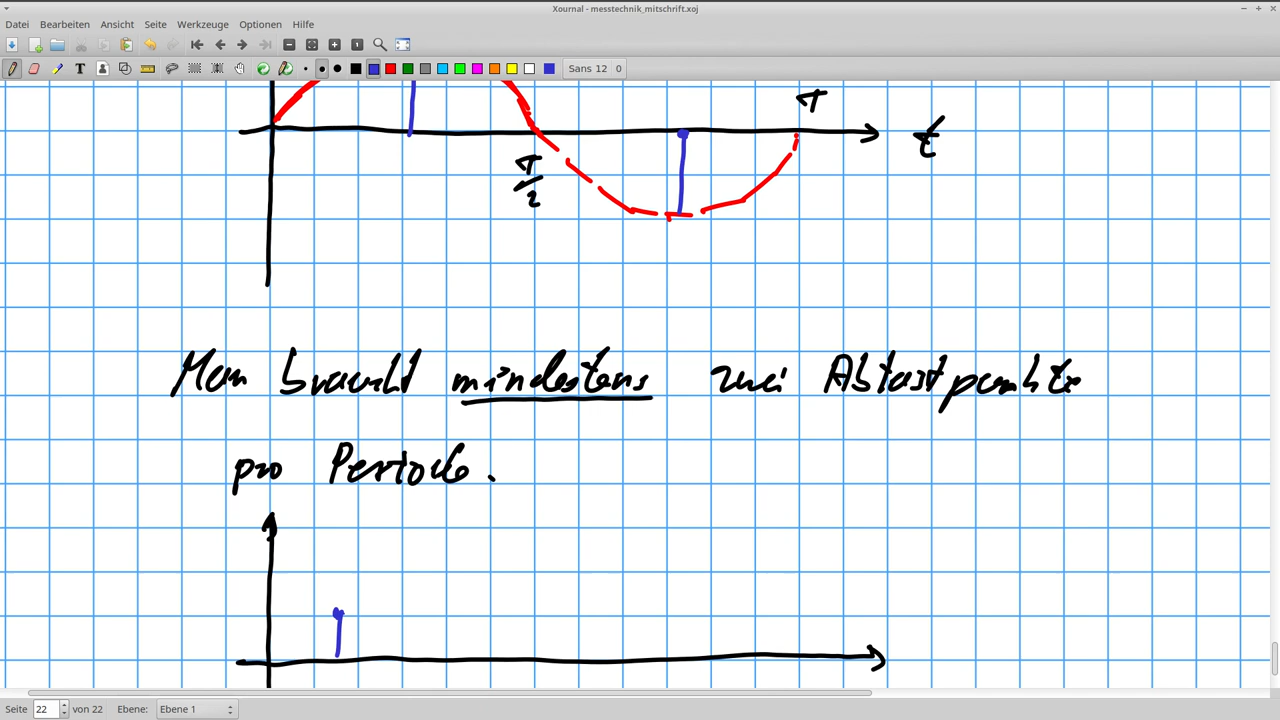 Xournal - messtechnik_mitschrift.xoj
Datei Bearbeiten Ansicht Seite Werkzeuge Optionen Hilfe
Sans 12 0
T
t
T
2
Man braucht mindestens zwei Abtastpunkte
pro Periode.
Seite 22 von 22 Ebene: Ebene 1